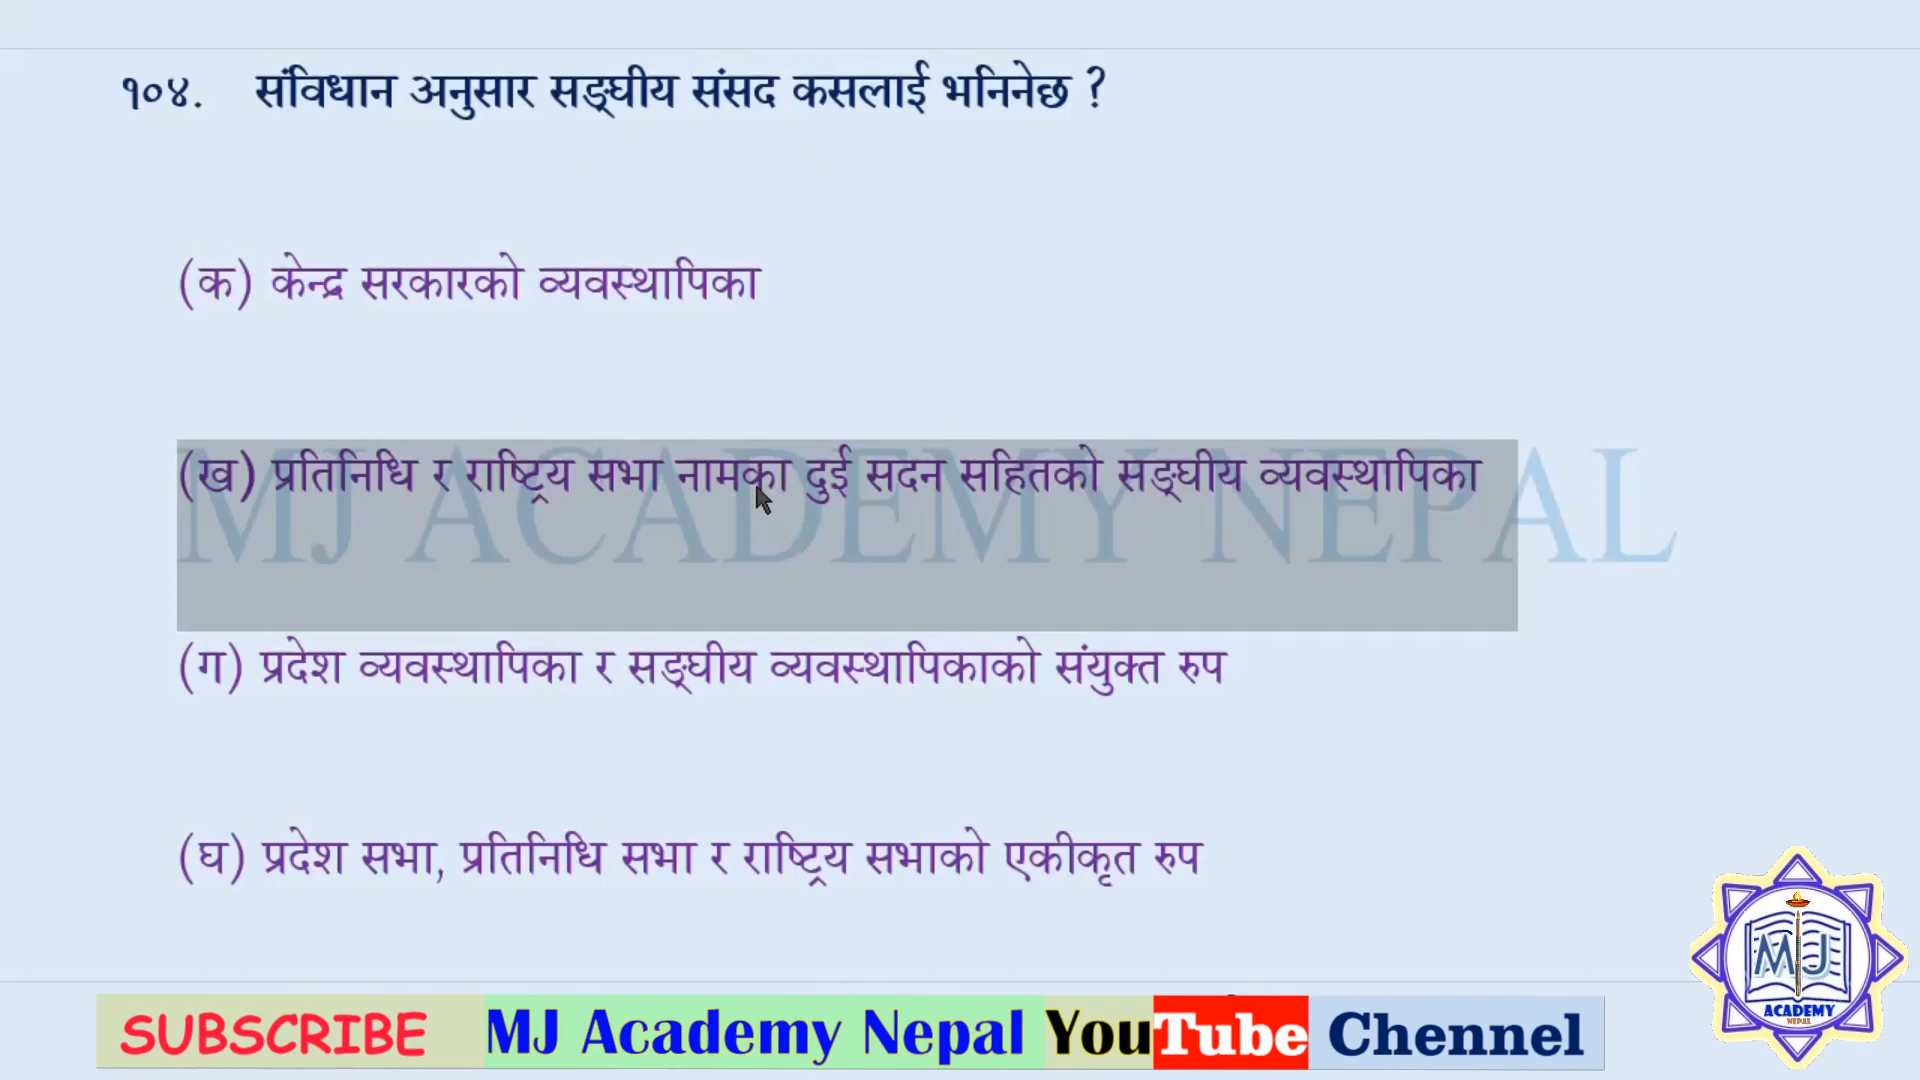 १०४. संविधान अनुसार सङ्घीय संसद कसलाई भनिनेछ ?
(क) केन्द्र सरकारको व्यवस्थापिका
(ख) प्रतिनिधि र राष्ट्रिय सभा नामका दुई सदन सहितको सङ्घीय व्यवस्थापिका
MJ ACADEMY NEPAL
(ग) प्रदेश व्यवस्थापिका र सङ्घीय व्यवस्थापिकाको संयुक्त रुप
(घ) प्रदेश सभा, प्रतिनिधि सभा र राष्ट्रिय सभाको एकीकृत रुप
MJ
ACADEMY
NEPAL
SUBSCRIBE MJ Academy Nepal YouTube Chennel